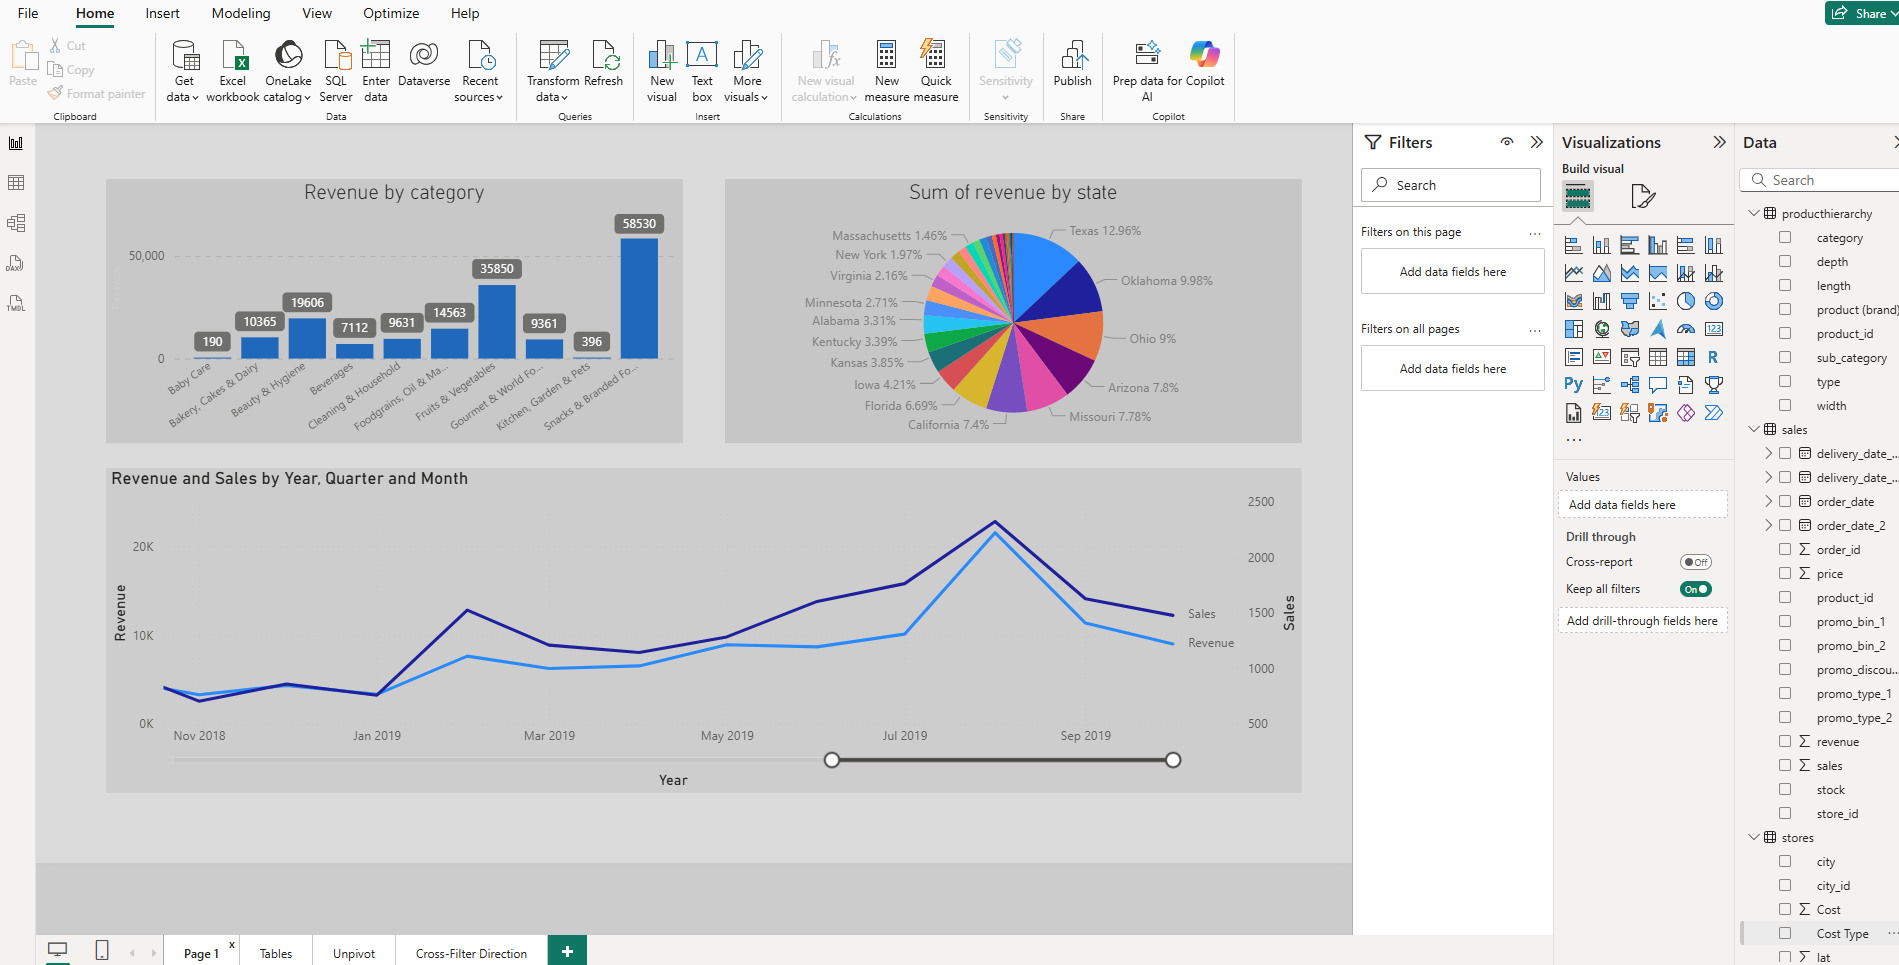 File Home Insert Modeling View Optimize Help
Share
Paste
Cut
Copy
Format painter
Clipboard
Get data
Excel workbook
OneLake catalog
SQL Server
Enter data
Dataverse
Recent sources
Data
Transform data
Refresh
Queries
New visual
Text box
More visuals
Insert
New visual calculation
New measure
Quick measure
Calculations
Sensitivity
Sensitivity
Publish
Share
Prep data for AI
Copilot
Copilot
DAX
TMDL
Revenue by category
50,000
0
190
10365
19606
7112
9631
14563
35850
9361
396
58530
Baby Care
Bakery, Cakes & Dairy
Beauty & Hygiene
Beverages
Cleaning & Household
Foodgrains, Oil & Ma...
Fruits & Vegetables
Gourmet & World Fo...
Kitchen, Garden & Pets
Snacks & Branded Fo...
Sum of revenue by state
Massachusetts 1.46%
New York 1.97%
Virginia 2.16%
Minnesota 2.71%
Alabama 3.31%
Kentucky 3.39%
Kansas 3.85%
Iowa 4.21%
Florida 6.69%
California 7.4%
Texas 12.96%
Oklahoma 9.98%
Ohio 9%
Arizona 7.8%
Missouri 7.78%
Revenue and Sales by Year, Quarter and Month
Revenue
20K
10K
0K
Nov 2018
Jan 2019
Mar 2019
May 2019
Jul 2019
Sep 2019
Year
Sales
Revenue
2500
2000
1500
1000
500
Sales
Page 1 x
Tables
Unpivot
Cross-Filter Direction
+
Filters
Search
Filters on this page ...
Add data fields here
Filters on all pages ...
Add data fields here
Visualizations
Build visual
123
R
Py
123
...
Values
Add data fields here
Drill through
Cross-report Off
Keep all filters On
Add drill-through fields here
Data
Search
producthierarchy
category
depth
length
product (brand)
product_id
sub_category
type
width
sales
delivery_date_...
delivery_date_...
order_date
order_date_2
order_id
price
product_id
promo_bin_1
promo_bin_2
promo_discou...
promo_type_1
promo_type_2
revenue
sales
stock
store_id
stores
city
city_id
Cost
Cost Type ...
lat